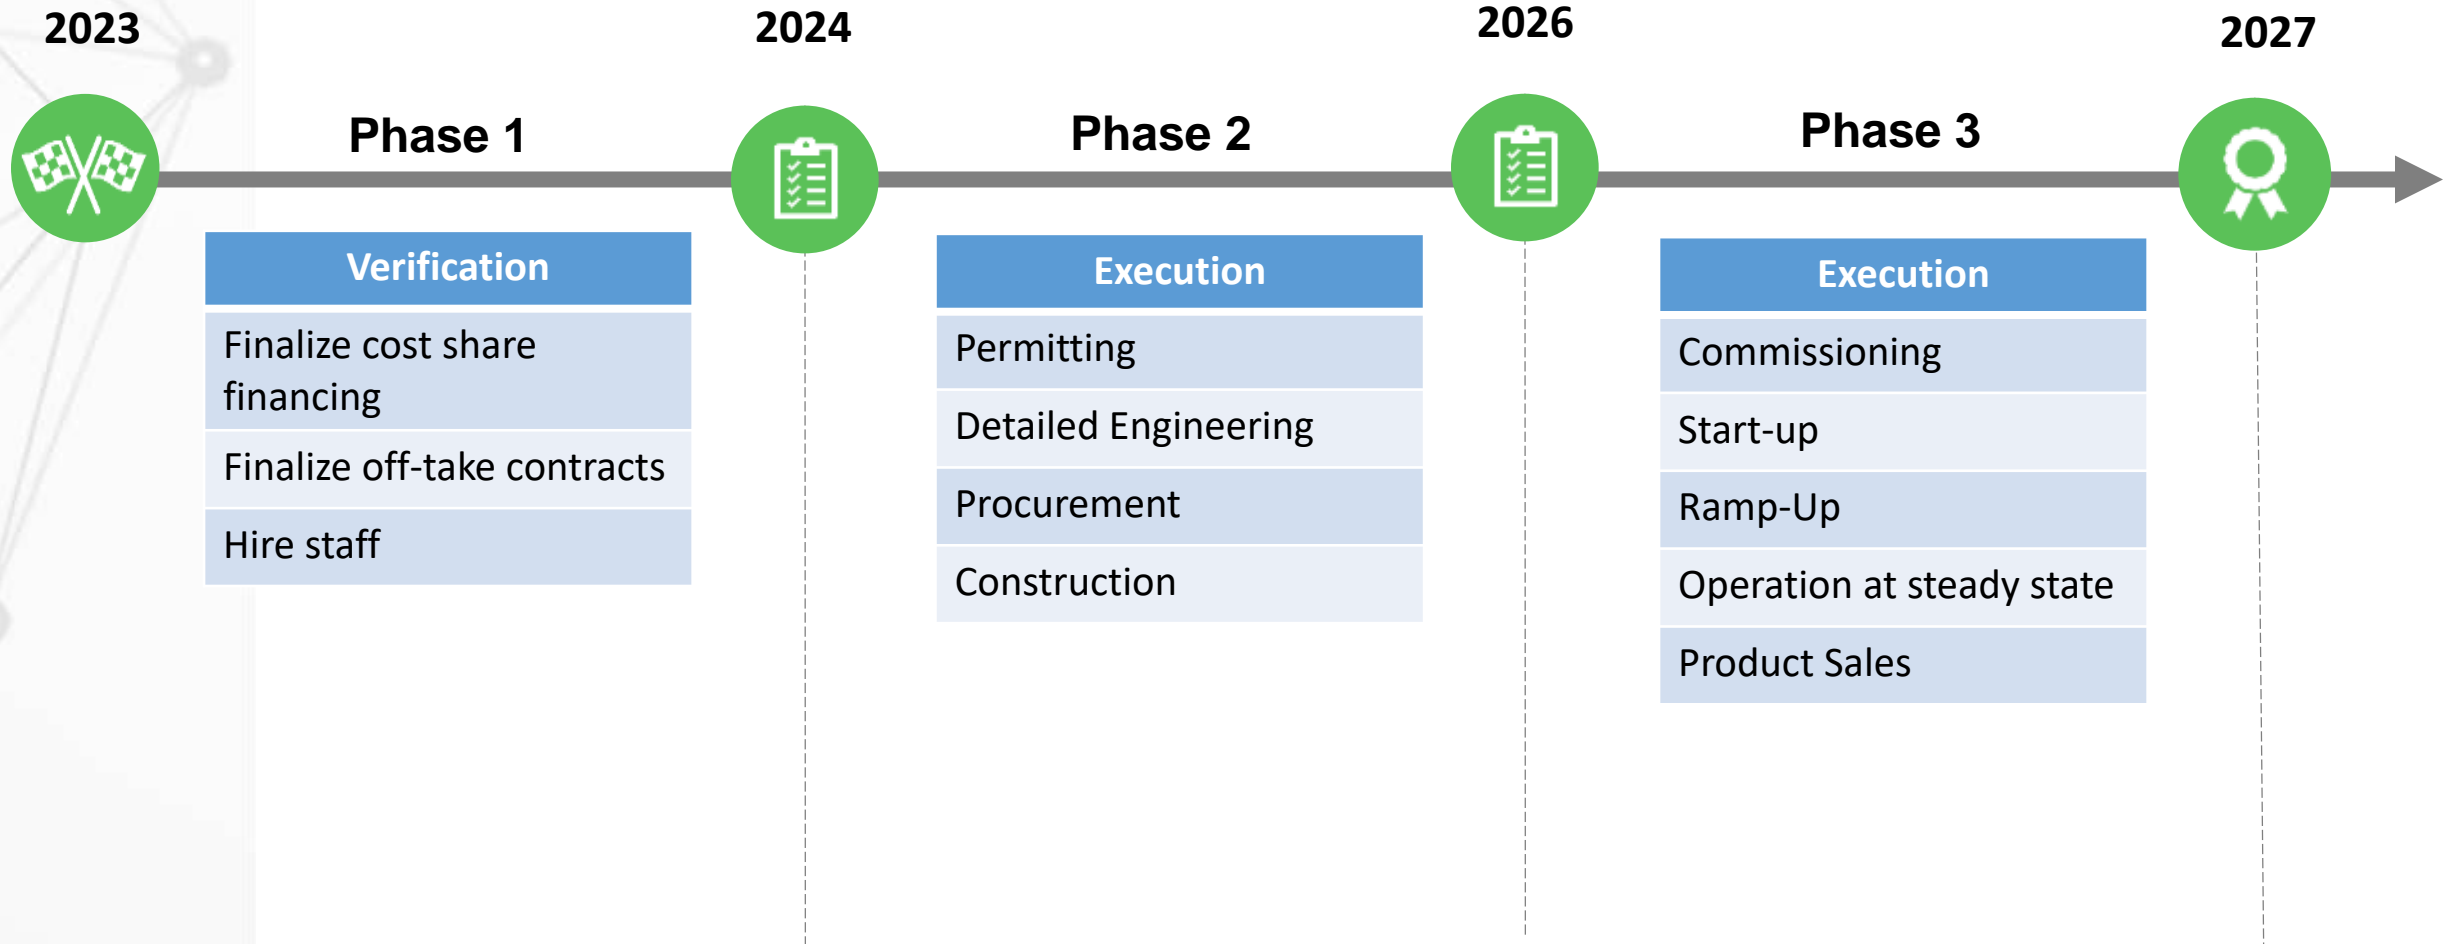 2023
2024
2026
2027
Phase 1
Phase 2
Phase 3
Verification
Finalize cost share
financing
Finalize off-take contracts
Hire staff
Execution
Permitting
Detailed Engineering
Procurement
Construction
Execution
Commissioning
Start-up
Ramp-Up
Operation at steady state
Product Sales